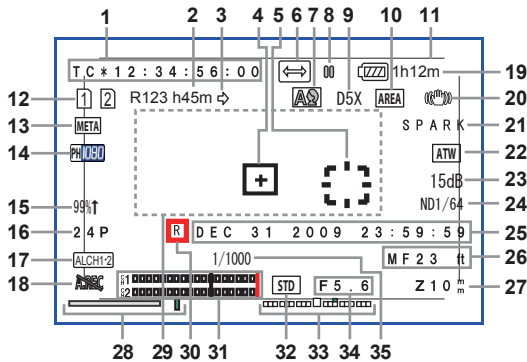 1 2 3 4 5 6 7 8 9 10 11
TC*12:34:56:00
1h12m 19
12 1 2 R123 h45m D5X AREA 20
13 META SPARK 21
14 PH 1080 ATW 22
15dB 23
15 99% ND1/64 24
16 24P R DEC 31 2009 23:59:59 25
17 ALCH1-2 1/1000 MF23 ft 26
18 1 STD F5.6 Z10mm 27
2
28 29 30 31 32 33 34 35